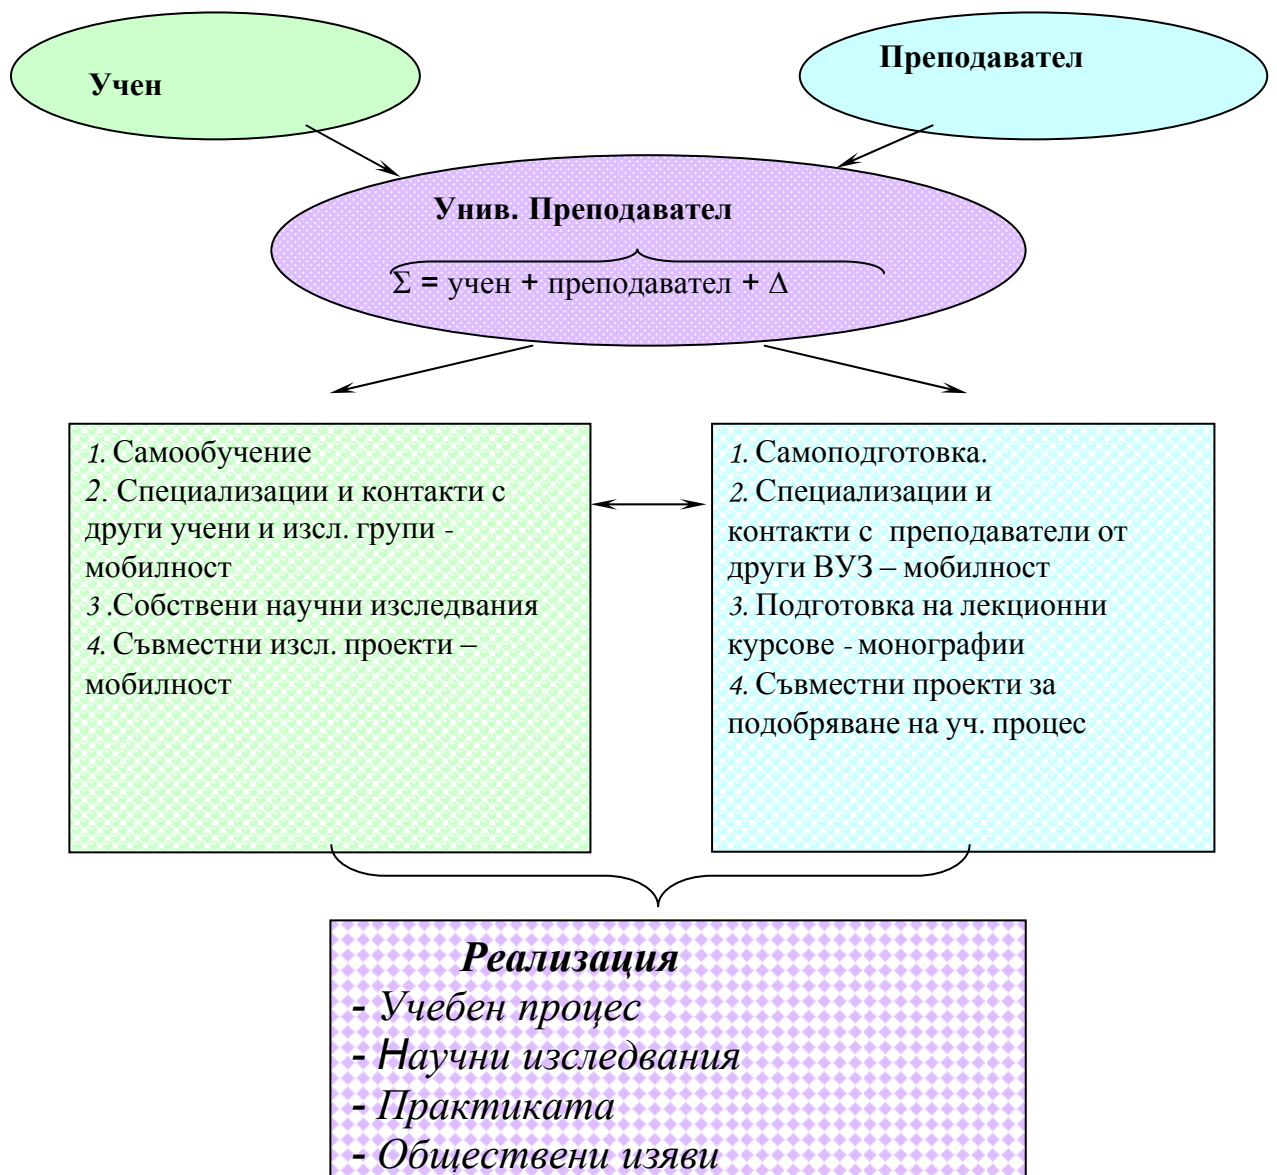 Учен
Преподавател
Унив. Преподавател
Σ = учен + преподавател + Δ
1. Самообучение
2. Специализации и контакти с
други учени и изсл. групи -
мобилност
3 .Собствени научни изследвания
4. Съвместни изсл. проекти –
мобилност
1. Самоподготовка.
2. Специализации и
контакти с преподаватели от
други ВУЗ – мобилност
3. Подготовка на лекционни
курсове - монографии
4. Съвместни проекти за
подобряване на уч. процес
Реализация
- Учебен процес
- Научни изследвания
- Практиката
- Обществени изяви